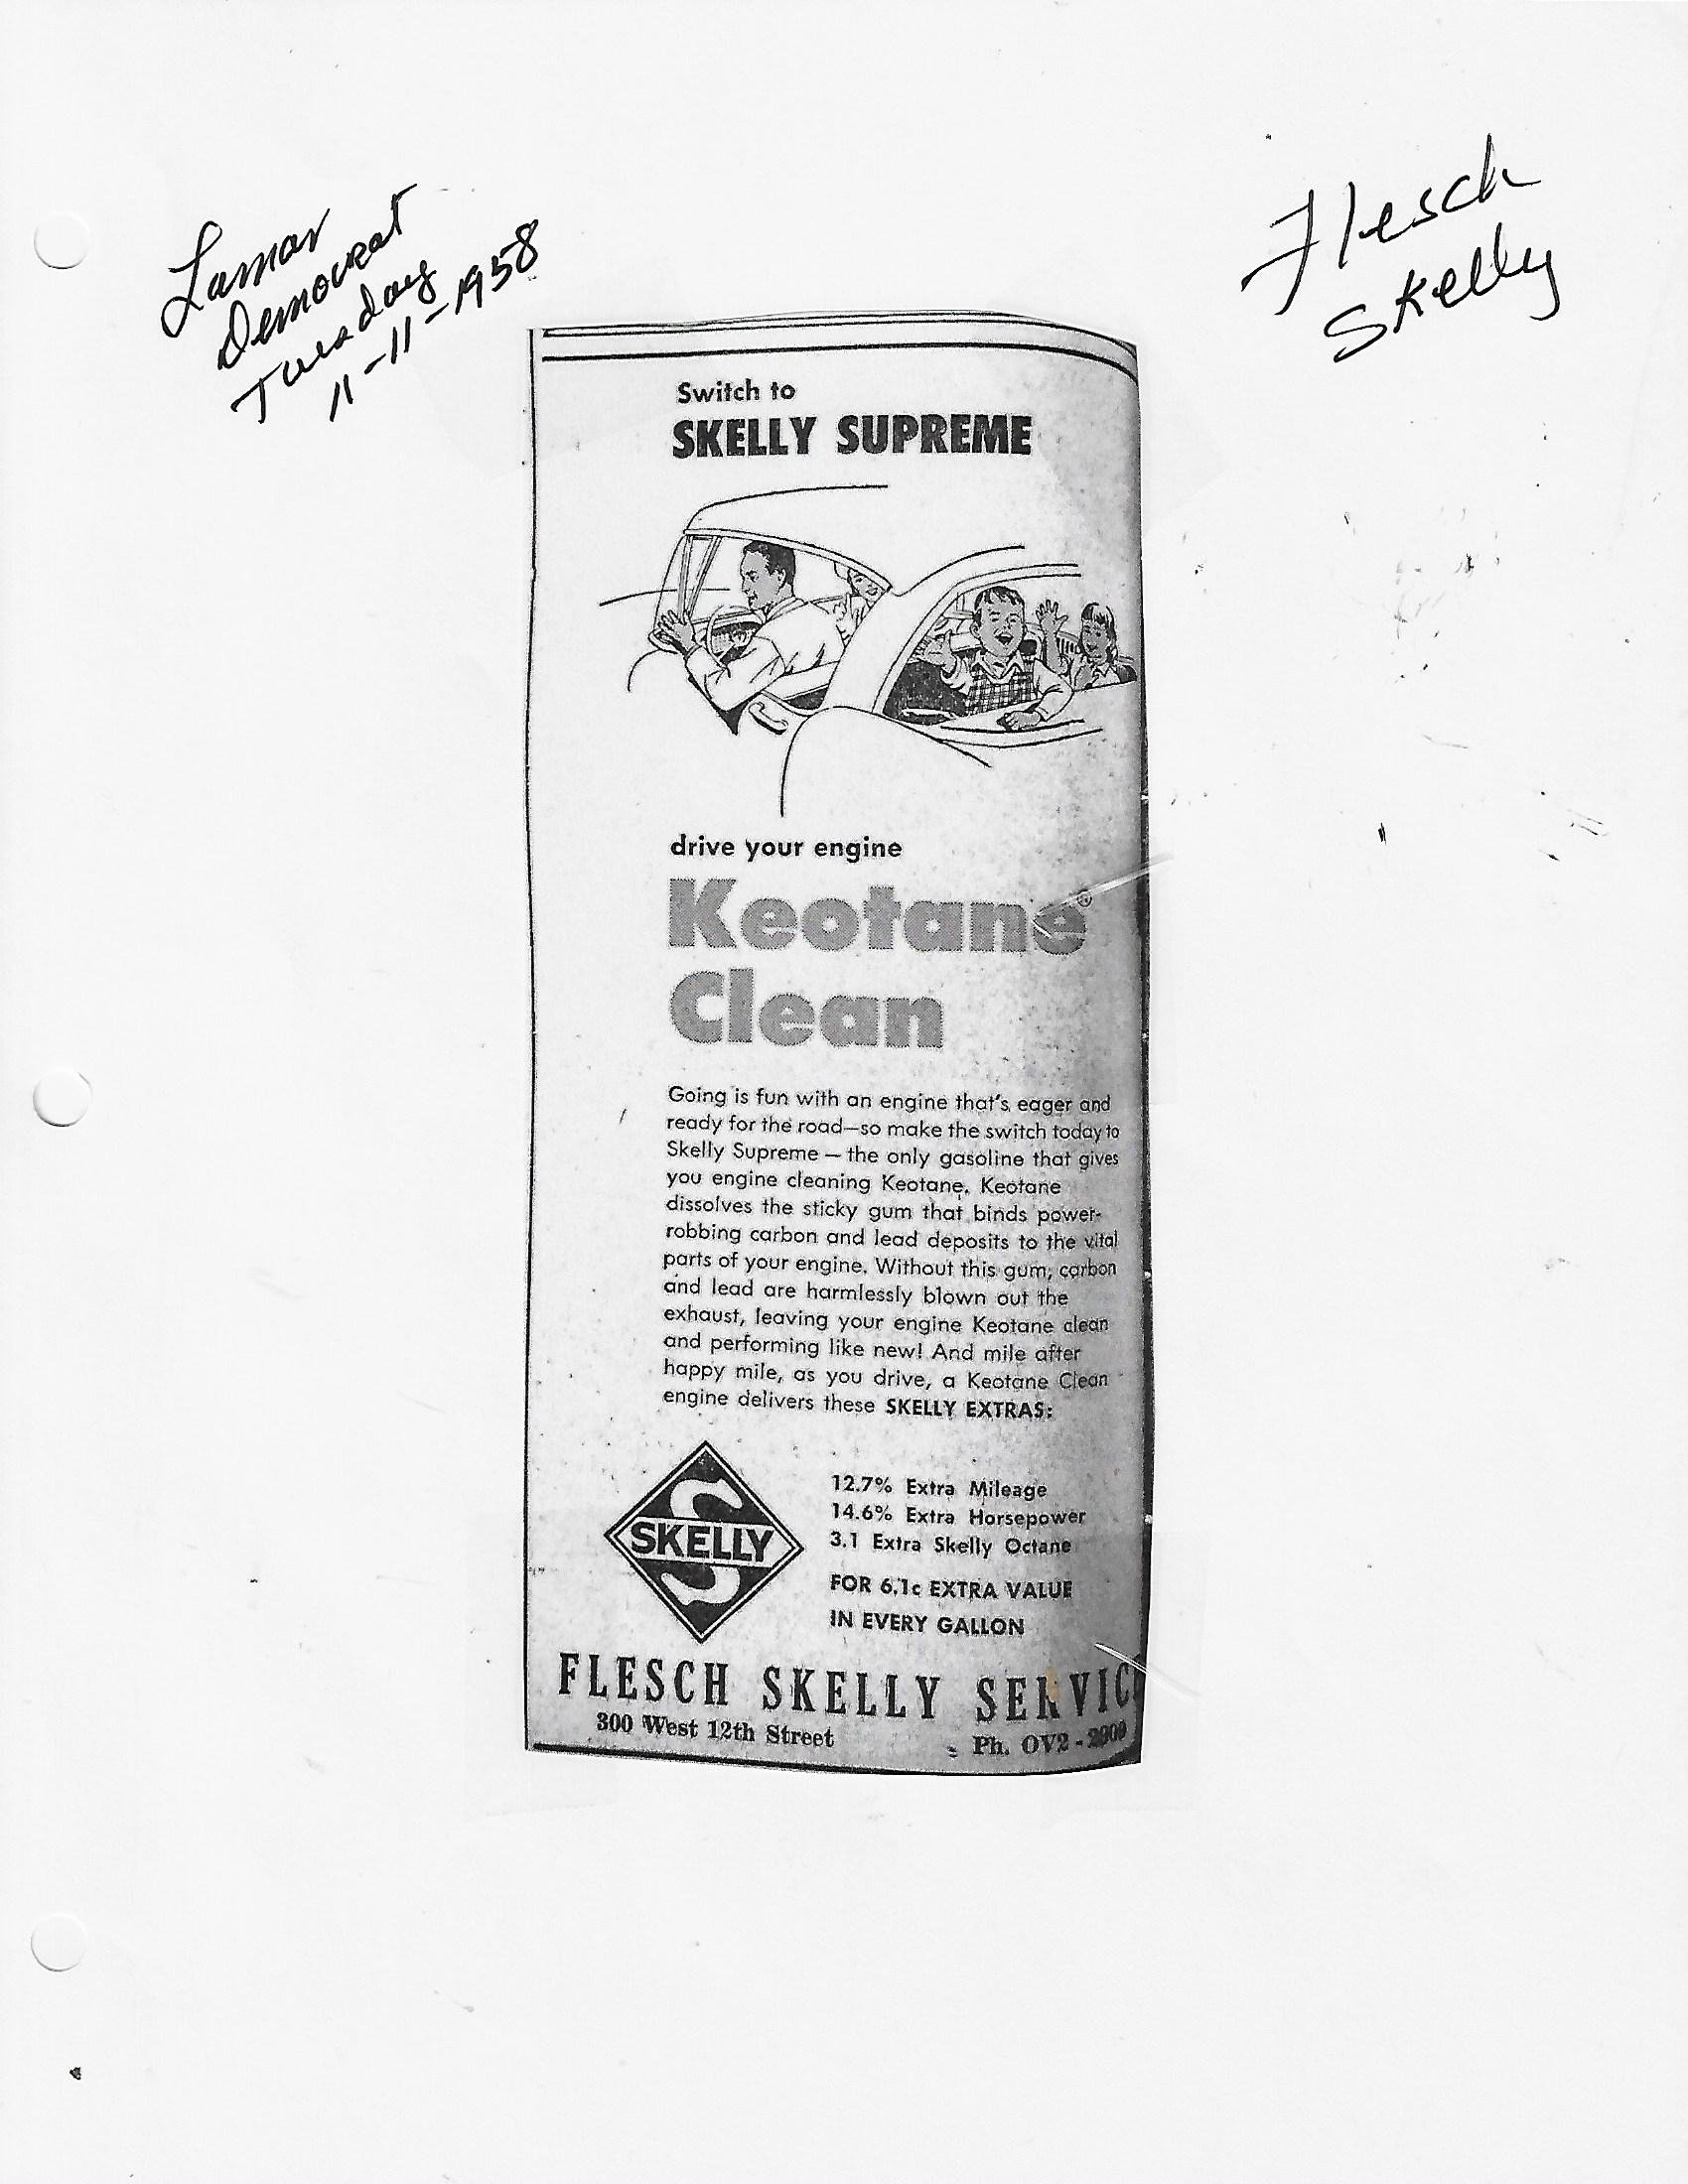 Lamar
Democrat
Tuesday
11-11-1958
Flesch
Skelly
Switch to
SKELLY SUPREME
drive your engine
Keotane®
Clean
Going is fun with an engine that's eager and
ready for the road—so make the switch today to
Skelly Supreme — the only gasoline that gives
you engine cleaning Keotane. Keotane
dissolves the sticky gum that binds power-
robbing carbon and lead deposits to the vital
parts of your engine. Without this gum, carbon
and lead are harmlessly blown out the
exhaust, leaving your engine Keotane clean
and performing like new! And mile after
happy mile, as you drive, a Keotane Clean
engine delivers these SKELLY EXTRAS:
S
SKELLY
12.7% Extra Mileage
14.6% Extra Horsepower
3.1 Extra Skelly Octane
FOR 6.1c EXTRA VALUE
IN EVERY GALLON
FLESCH SKELLY SERVIC
300 West 12th Street
Ph. OV2 -